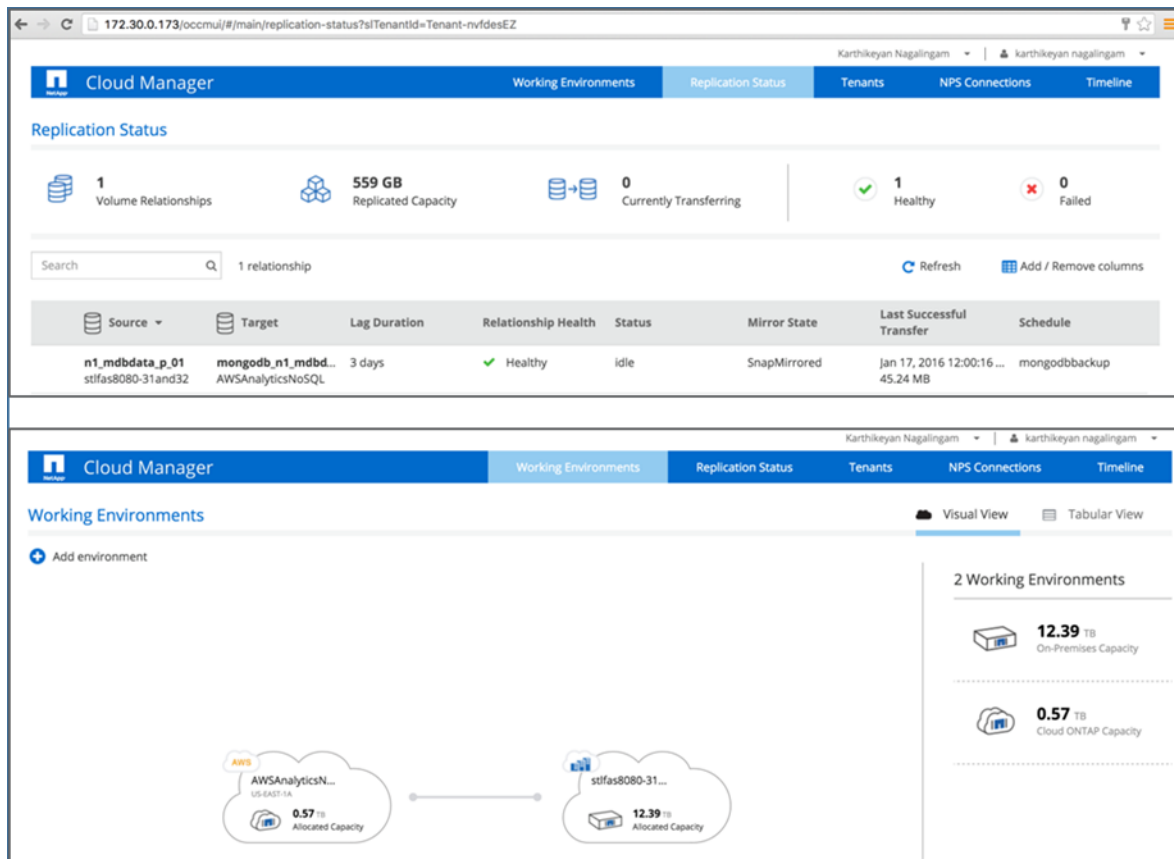 172.30.0.173/occmui/#/main/replication-status?slTenantId=Tenant-nvfdesEZ
Karthikeyan Nagalingam karthikeyan nagalingam
NetApp Cloud Manager Working Environments Replication Status Tenants NPS Connections Timeline
Replication Status
1 559 GB 0 1 0
Volume Relationships Replicated Capacity Currently Transferring Healthy Failed
Search 1 relationship Refresh Add / Remove columns
Source Target Lag Duration Relationship Health Status Mirror State Last Successful Transfer Schedule
n1_mdbdata_p_01 mongodb_n1_mdbd... 3 days Healthy idle SnapMirrored Jan 17, 2016 12:00:16 ... mongodbbackup
stlfas8080-31and32 AWSAnalyticsNoSQL 45.24 MB
Karthikeyan Nagalingam karthikeyan nagalingam
NetApp Cloud Manager Working Environments Replication Status Tenants NPS Connections Timeline
Working Environments Visual View Tabular View
Add environment
2 Working Environments
12.39 TB
On-Premises Capacity
0.57 TB
Cloud ONTAP Capacity
AWS
AWSAnalyticsN...
US-EAST-1A
0.57 TB
Allocated Capacity
stlfas8080-31...
12.39 TB
Allocated Capacity